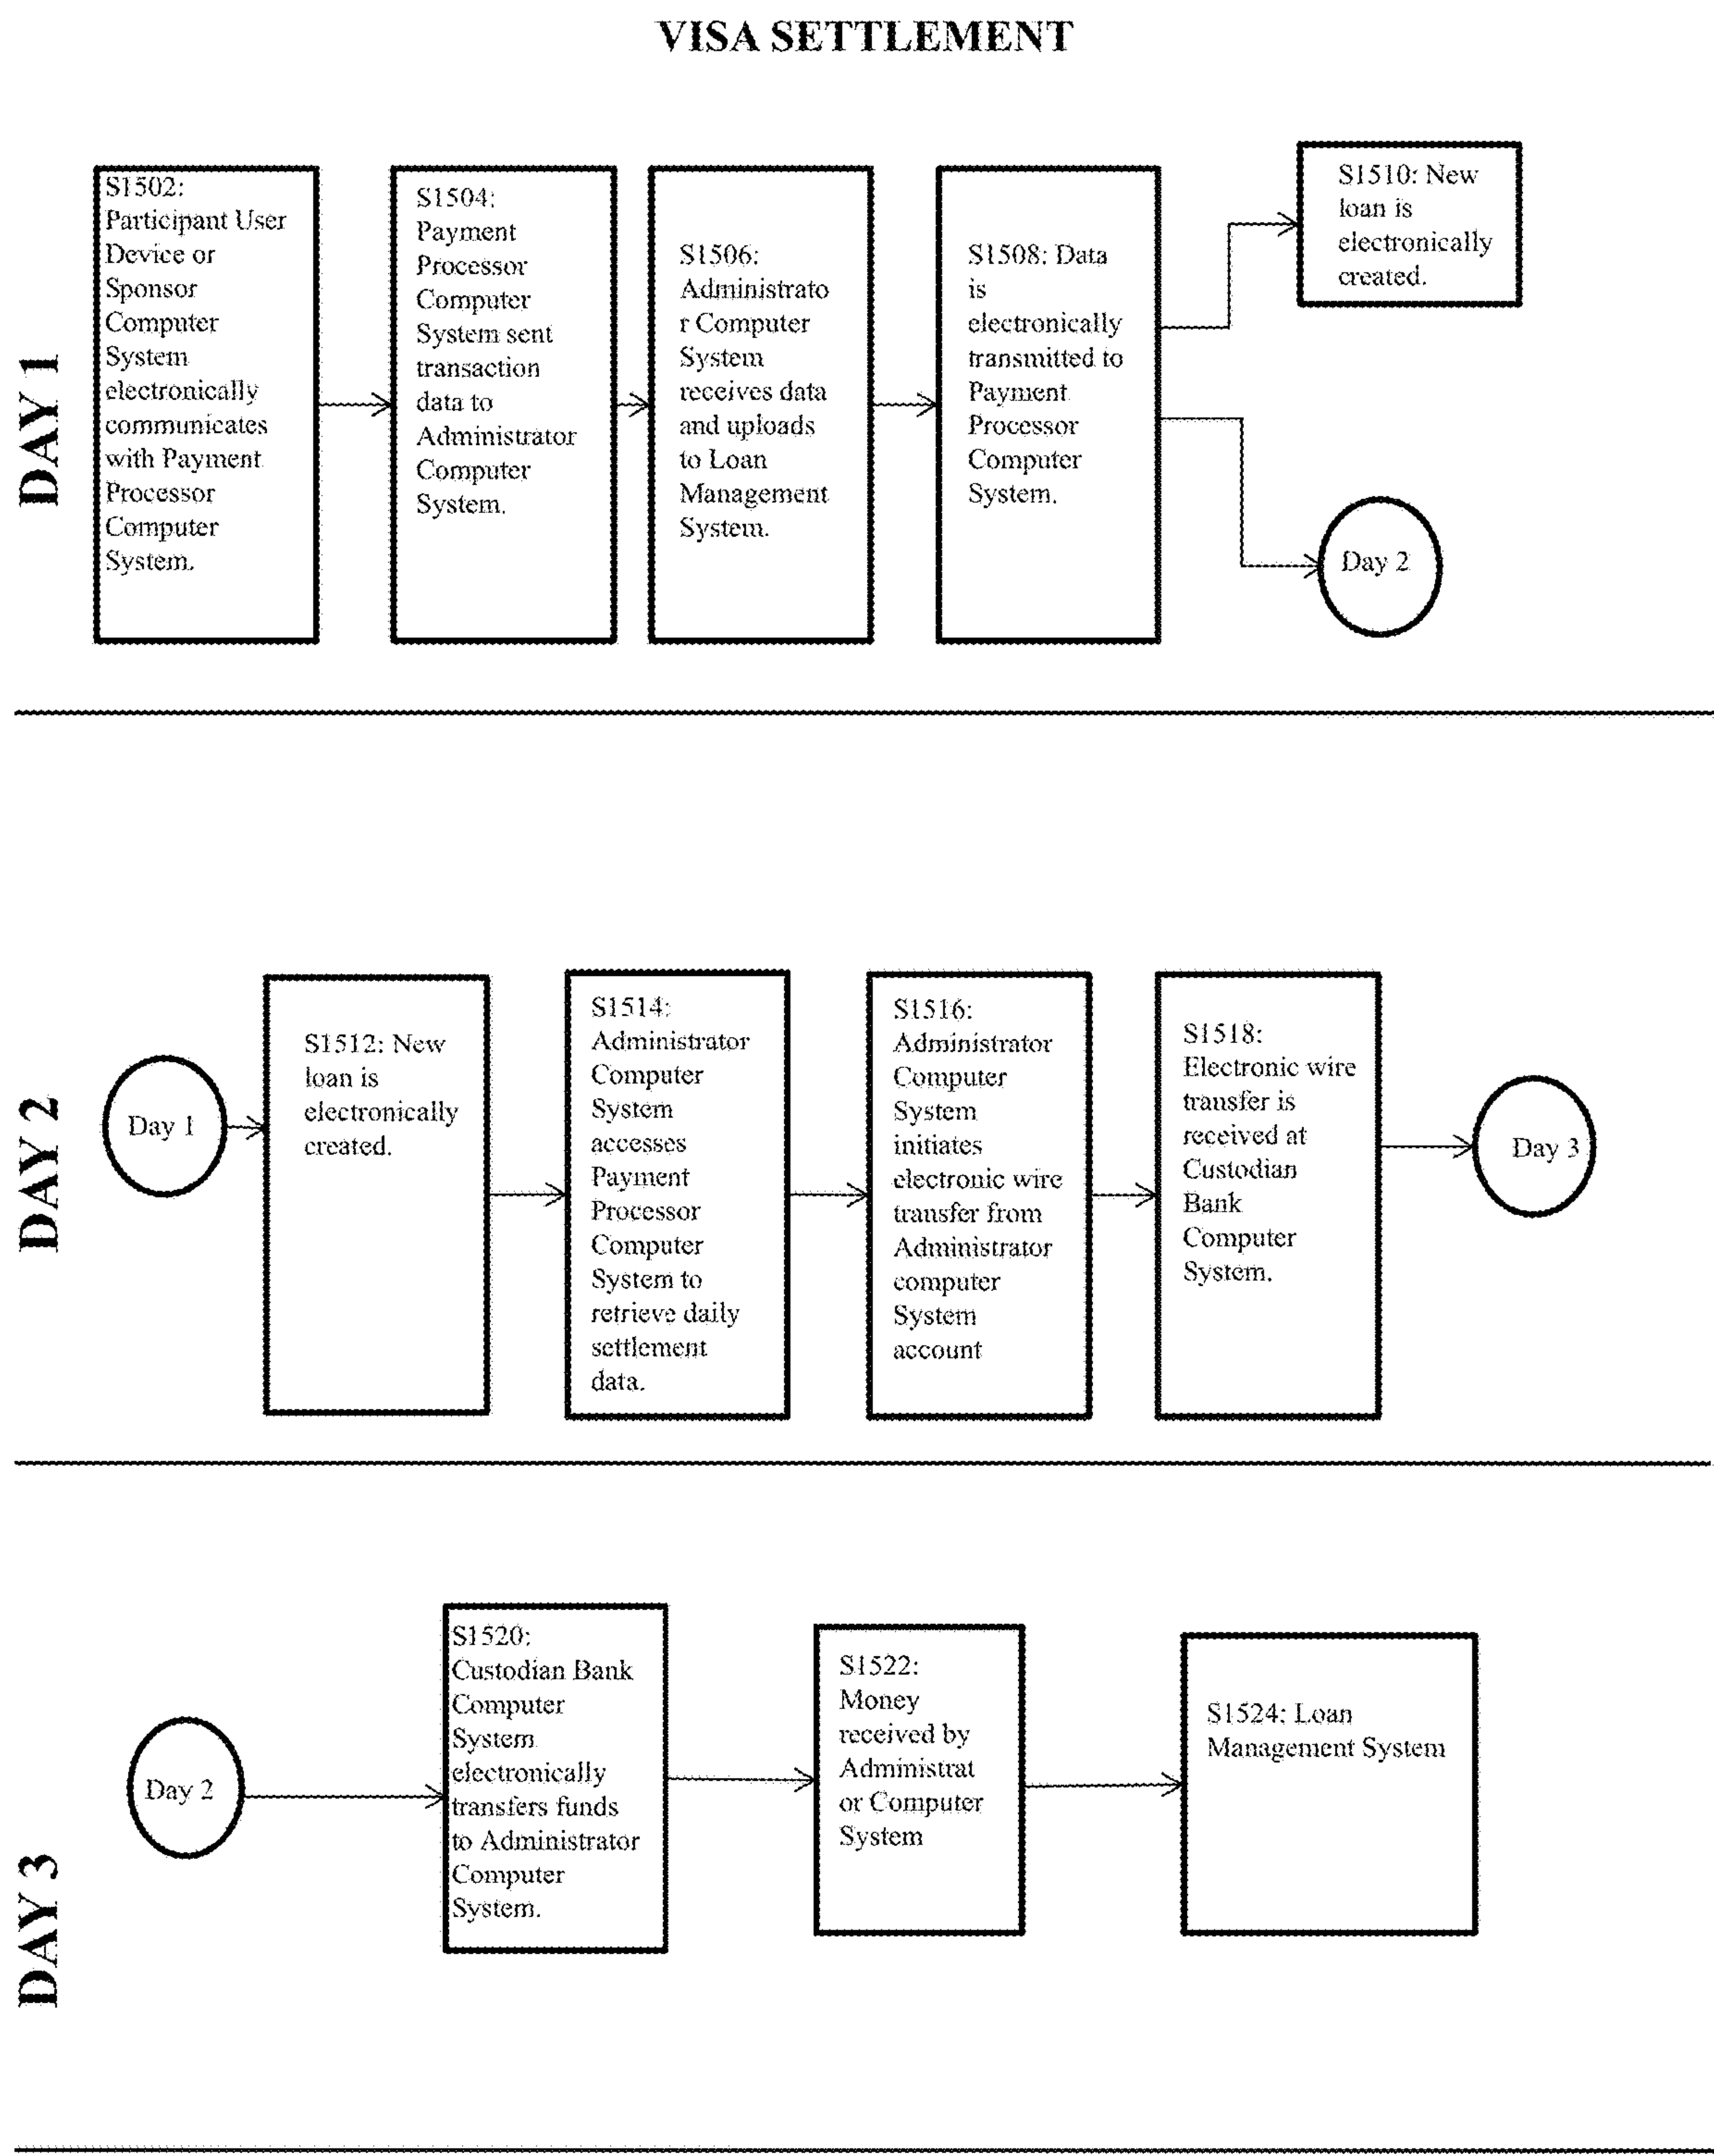 VISA SETTLEMENT
DAY 1
S1502:
Participant User
Device or
Sponsor
Computer
System
electronically
communicates
with Payment
Processor
Computer
System.
S1504:
Payment
Processor
Computer
System sent
transaction
data to
Administrator
Computer
System.
S1506:
Administrato
r Computer
System
receives data
and uploads
to Loan
Management
System.
S1508: Data
is
electronically
transmitted to
Payment
Processor
Computer
System.
S1510: New
loan is
electronically
created.
Day 2
DAY 2
Day 1
S1512: New
loan is
electronically
created.
S1514:
Administrator
Computer
System
accesses
Payment
Processor
Computer
System to
retrieve daily
settlement
data.
S1516:
Administrator
Computer
System
initiates
electronic wire
transfer from
Administrator
computer
System
account
S1518:
Electronic wire
transfer is
received at
Custodian
Bank
Computer
System.
Day 3
DAY 3
Day 2
S1520:
Custodian Bank
Computer
System
electronically
transfers funds
to Administrator
Computer
System.
S1522:
Money
received by
Administrat
or Computer
System
S1524: Loan
Management System